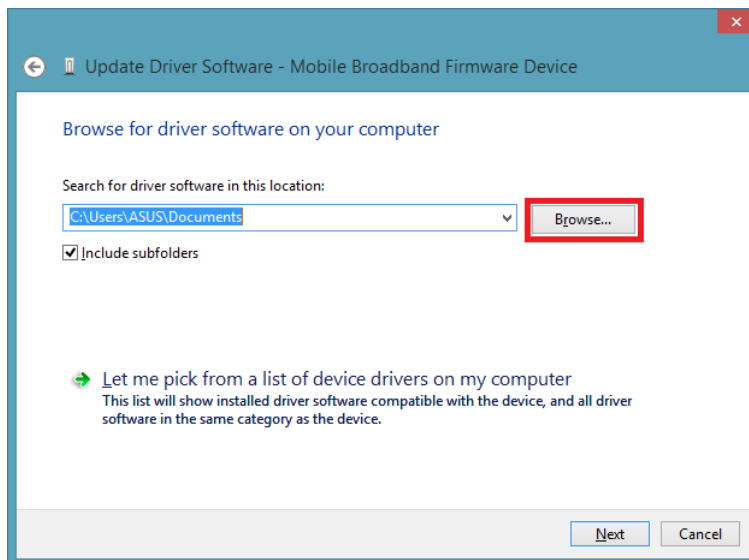 Update Driver Software - Mobile Broadband Firmware Device
Browse for driver software on your computer
Search for driver software in this location:
C:\Users\ASUS\Documents
Browse...
Include subfolders
Let me pick from a list of device drivers on my computer
This list will show installed driver software compatible with the device, and all driver
software in the same category as the device.
Next
Cancel